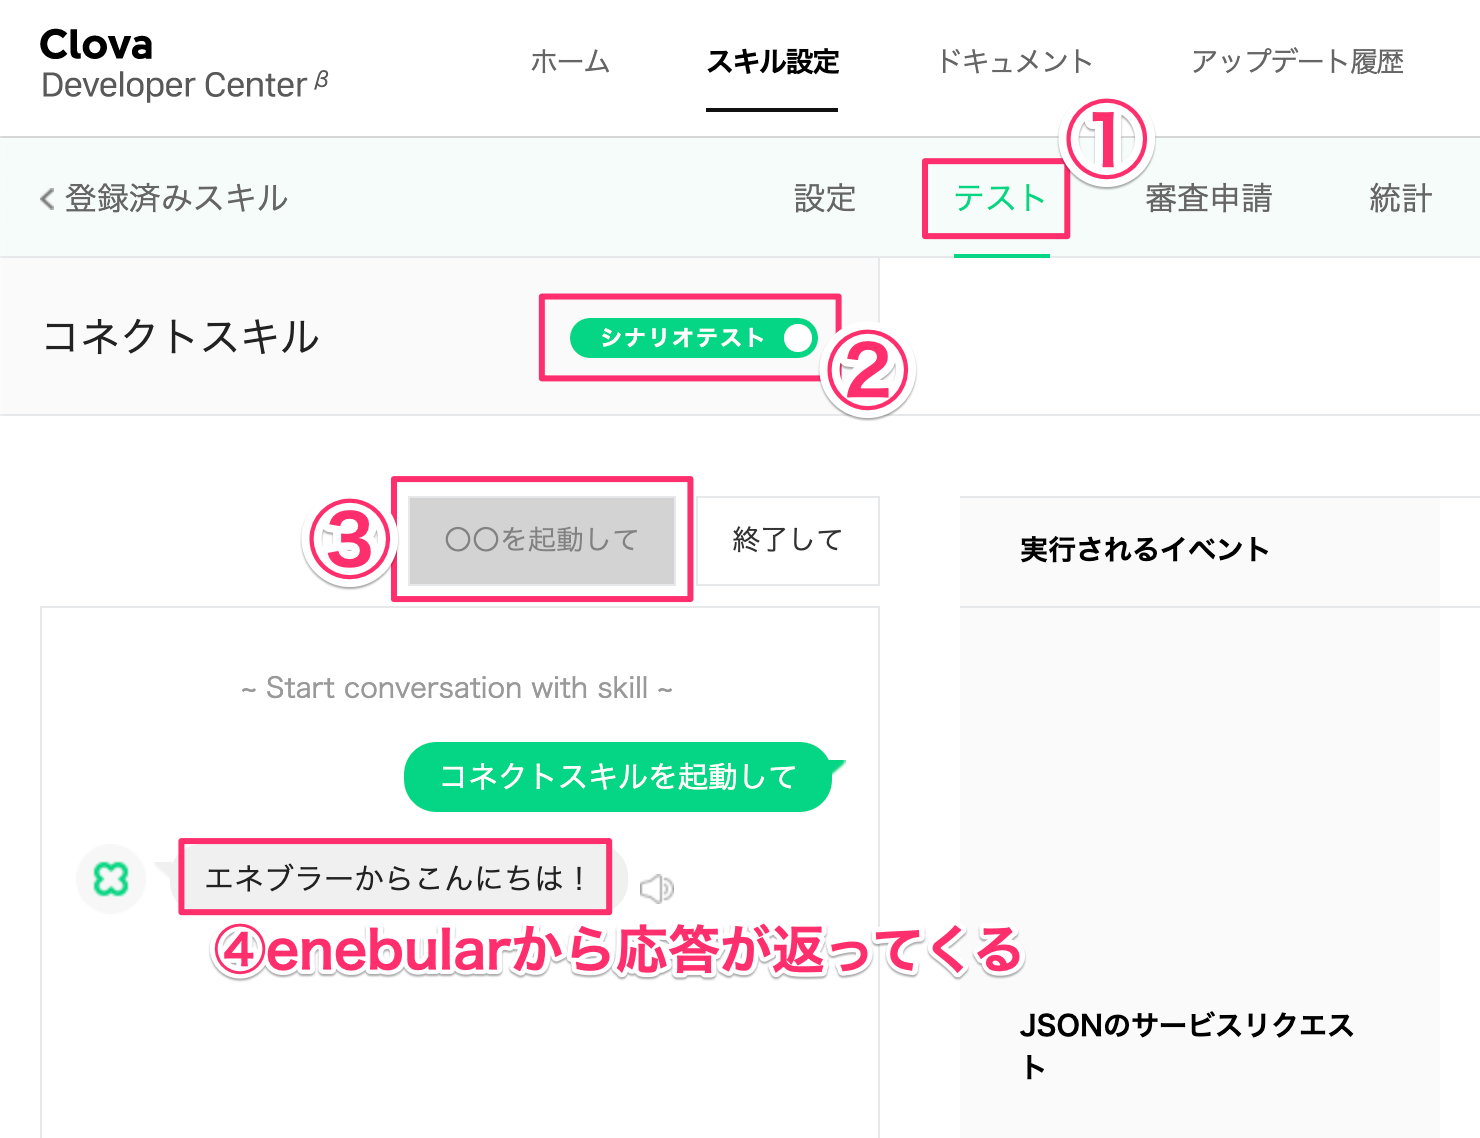 Clova
Developer Center β
ホーム
スキル設定
ドキュメント
アップデート履歴
①
< 登録済みスキル
設定
テスト
審査申請
統計
コネクトスキル
シナリオテスト
②
③
〇〇を起動して
終了して
実行されるイベント
~ Start conversation with skill ~
コネクトスキルを起動して
エネブラーからこんにちは！
④enebularから応答が返ってくる
JSONのサービスリクエス
ト